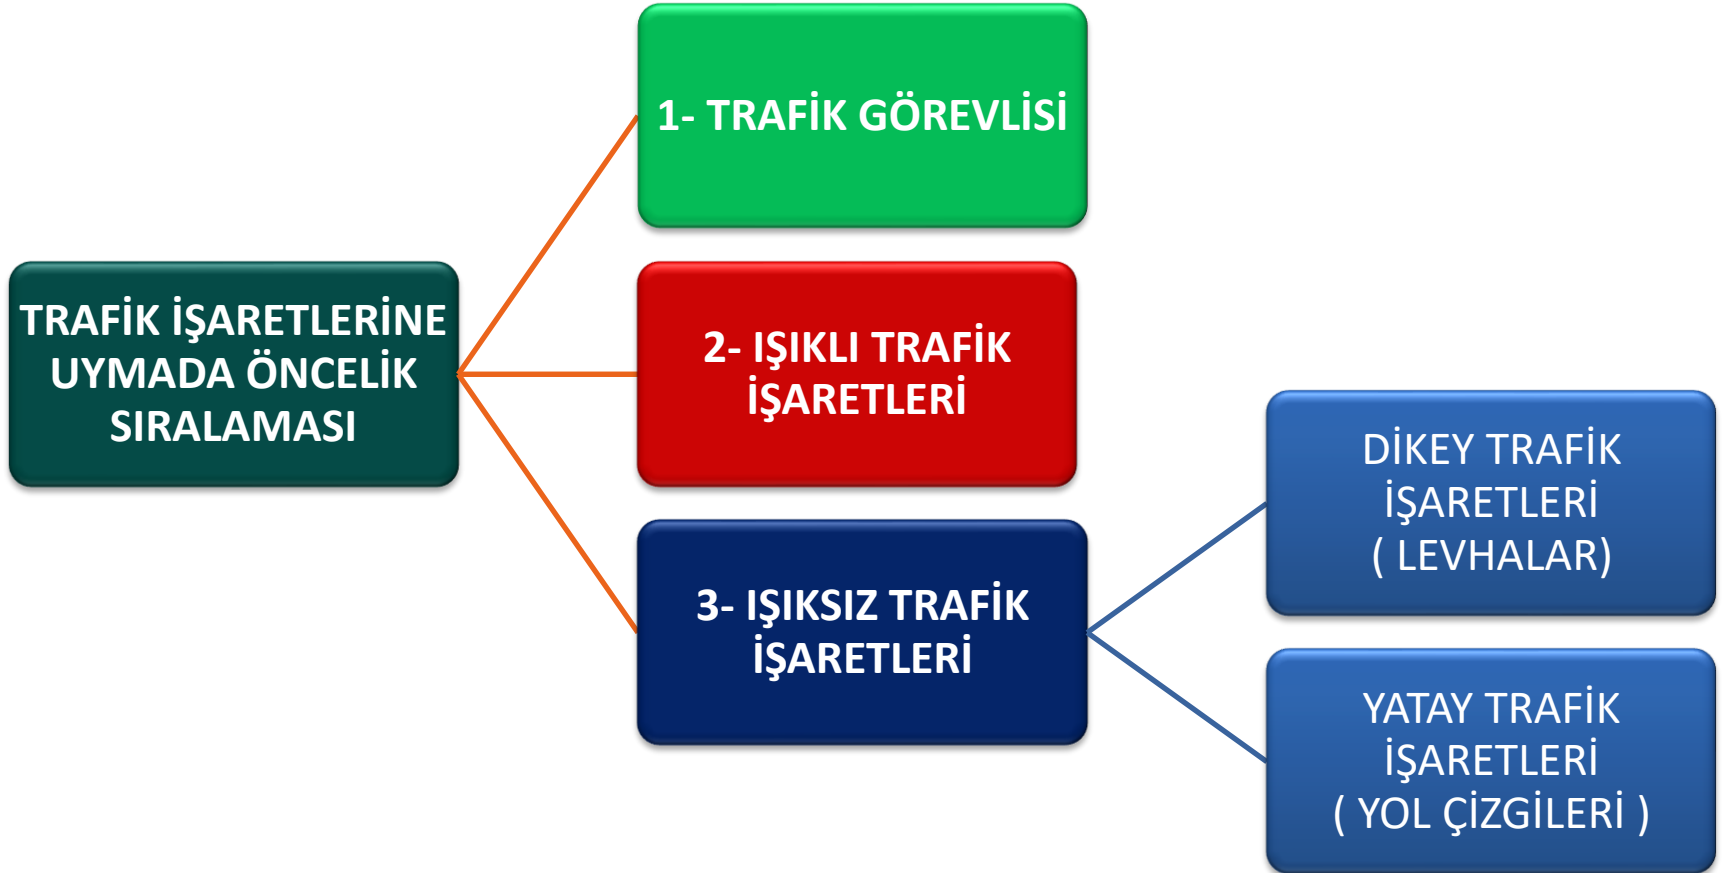 TRAFİK İŞARETLERİNE
UYMADA ÖNCELİK
SIRALAMASI
1- TRAFİK GÖREVLİSİ
2- IŞIKLI TRAFİK
İŞARETLERİ
3- IŞIKSIZ TRAFİK
İŞARETLERİ
DİKEY TRAFİK
İŞARETLERİ
( LEVHALAR)
YATAY TRAFİK
İŞARETLERİ
( YOL ÇİZGİLERİ )